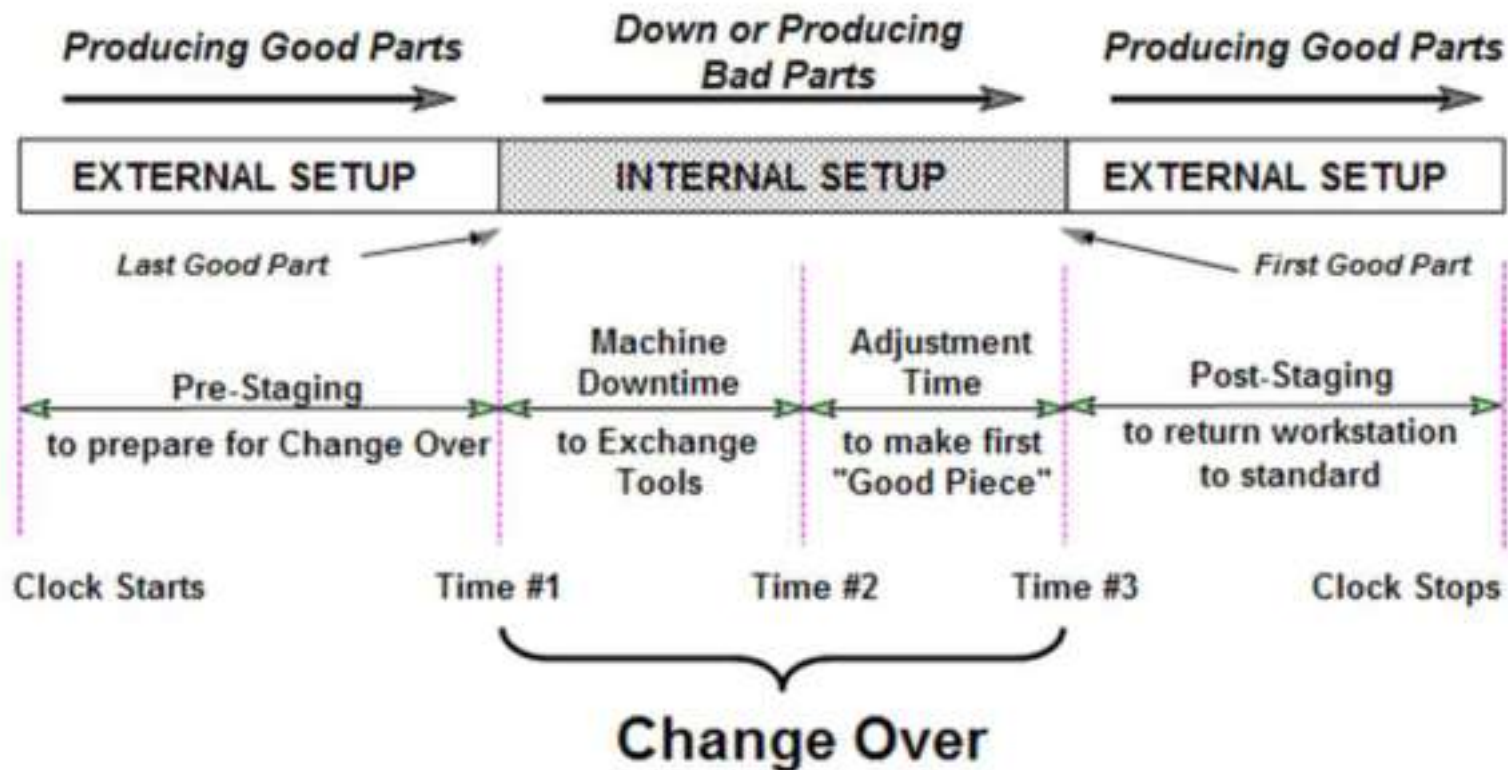 Producing Good Parts
Down or Producing
Bad Parts
Producing Good Parts
EXTERNAL SETUP
INTERNAL SETUP
EXTERNAL SETUP
Last Good Part
First Good Part
Pre-Staging
to prepare for Change Over
Machine
Downtime
to Exchange
Tools
Adjustment
Time
to make first
"Good Piece"
Post-Staging
to return workstation
to standard
Clock Starts
Time #1
Time #2
Time #3
Clock Stops
Change Over